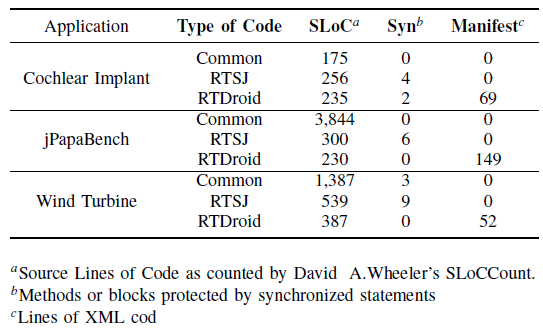 Application Type of Code SLoC^a Syn^b Manifest^c
Common 175 0 0
Cochlear Implant RTSJ 256 4 0
RTDroid 235 2 69
Common 3,844 0 0
jPapaBench RTSJ 300 6 0
RTDroid 230 0 149
Common 1,387 3 0
Wind Turbine RTSJ 539 9 0
RTDroid 387 0 52
^aSource Lines of Code as counted by David A.Wheeler's SLoCCount.
^bMethods or blocks protected by synchronized statements
^cLines of XML cod